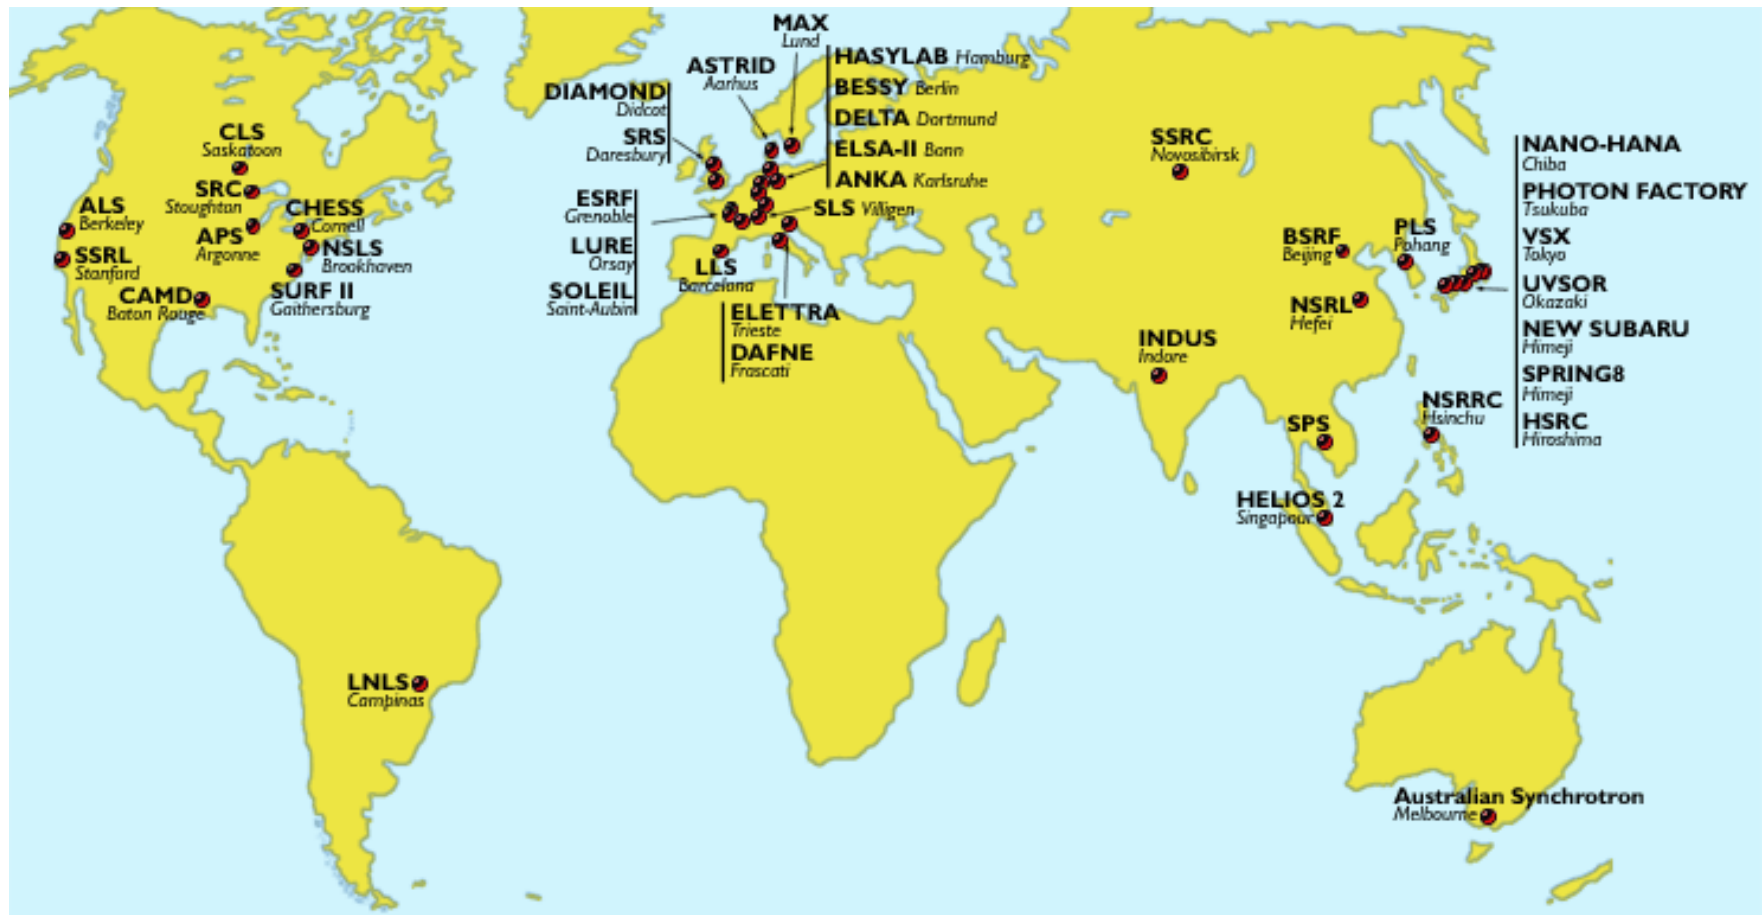 MAX
Lund
ASTRID
Aarhus
HASYLAB Hamburg
BESSY Berlin
DELTA Dortmund
ELSA-II Bonn
ANKA Karlsruhe
DIAMOND
Didcot
SRS
Daresbury
CLS
Saskatoon
SRC
Stoughton
ALS
Berkeley
CHESS
Cornell
APS
Argonne
SSRL
Stanford
NSLS
Brookhaven
CAMD
Baton Rouge
SURF II
Gaithersburg
ESRF
Grenoble
LURE
Orsay
SOLEIL
Saint-Aubin
SLS Villigen
LLS
Barcelona
ELETTRA
Trieste
DAFNE
Frascati
SSRC
Novosibirsk
BSRF
Beijing
PLS
Pohang
NSRL
Hefei
INDUS
Indore
NANO-HANA
Chiba
PHOTON FACTORY
Tsukuba
VSX
Tokyo
UVSOR
Okazaki
NEW SUBARU
Himeji
SPRING8
Himeji
HSRC
Hiroshima
NSRRC
Hsinchu
SPS
HELIOS 2
Singapour
LNLS
Campinas
Australian Synchrotron
Melbourne